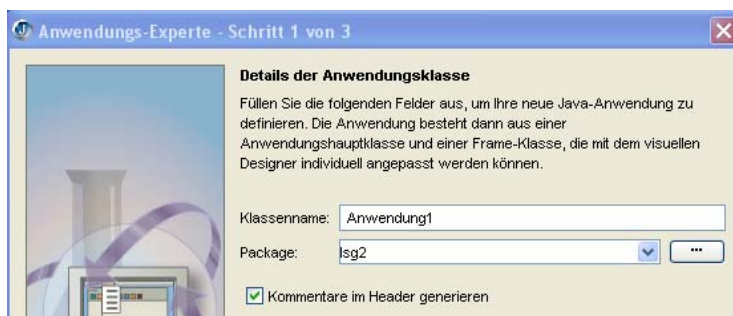 Anwendungs-Experte - Schritt 1 von 3
Details der Anwendungsklasse
Füllen Sie die folgenden Felder aus, um Ihre neue Java-Anwendung zu
definieren. Die Anwendung besteht dann aus einer
Anwendungshauptklasse und einer Frame-Klasse, die mit dem visuellen
Designer individuell angepasst werden können.
Klassenname: Anwendung1
Package: lsg2 ...
Kommentare im Header generieren